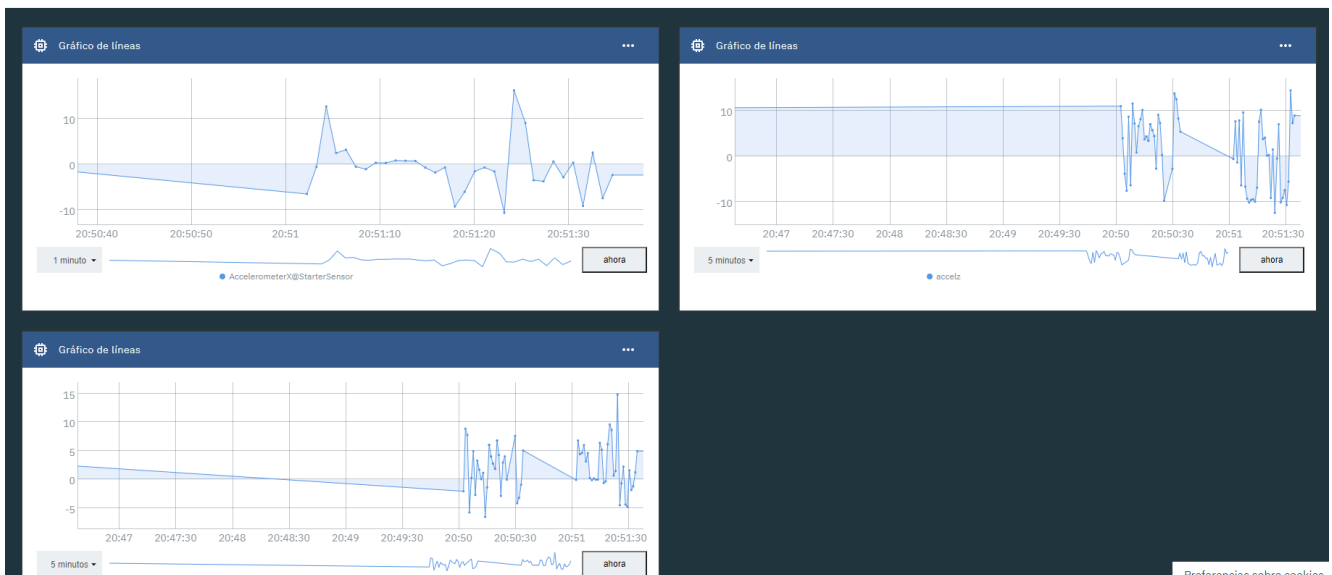 Gráfico de líneas
10
0
-10
20:50:40 20:50:50 20:51 20:51:10 20:51:20 20:51:30
1 minuto
ahora
AccelerometerX@StarterSensor
Gráfico de líneas
10
0
-10
20:47 20:47:30 20:48 20:48:30 20:49 20:49:30 20:50 20:50:30 20:51 20:51:30
5 minutos
ahora
accelz
Gráfico de líneas
15
10
5
0
-5
20:47 20:47:30 20:48 20:48:30 20:49 20:49:30 20:50 20:50:30 20:51 20:51:30
5 minutos
ahora
Preferencias sobre cookies